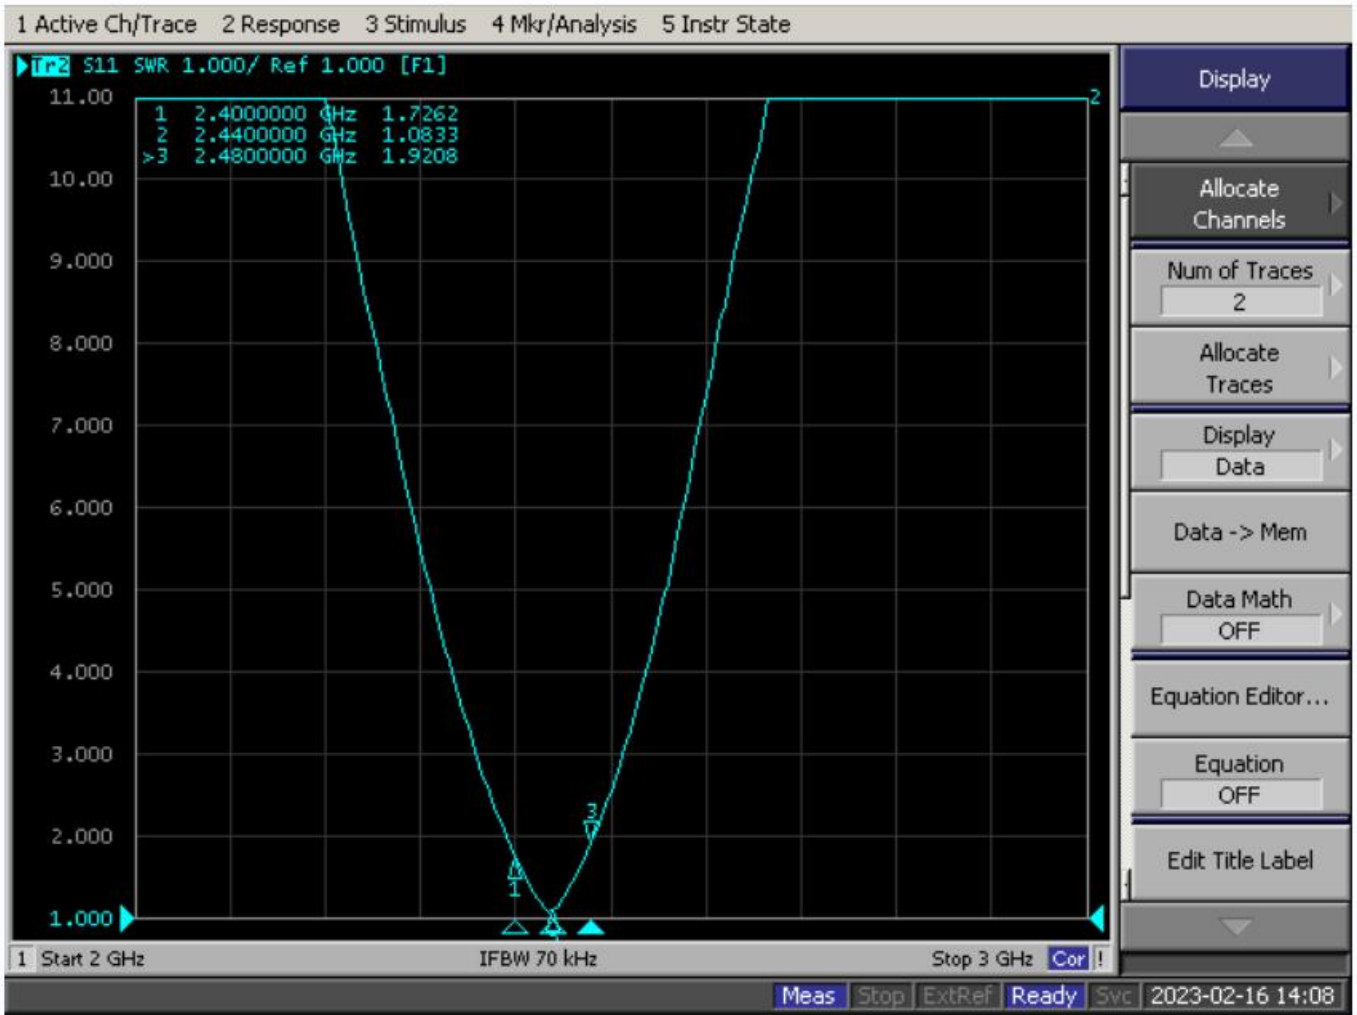 1 Active Ch/Trace 2 Response 3 Stimulus 4 Mkr/Analysis 5 Instr State
Tr2 S11 SWR 1.000/ Ref 1.000 [F1]
1 2.4000000 GHz 1.7262
2 2.4400000 GHz 1.0833
>3 2.4800000 GHz 1.9208
11.00
10.00
9.000
8.000
7.000
6.000
5.000
4.000
3.000
2.000
1.000
2
3
1
1 Start 2 GHz IFBW 70 kHz Stop 3 GHz Cor !
Display
Allocate
Channels
Num of Traces
2
Allocate
Traces
Display
Data
Data -> Mem
Data Math
OFF
Equation Editor...
Equation
OFF
Edit Title Label
Meas Stop ExtRef Ready Svc 2023-02-16 14:08